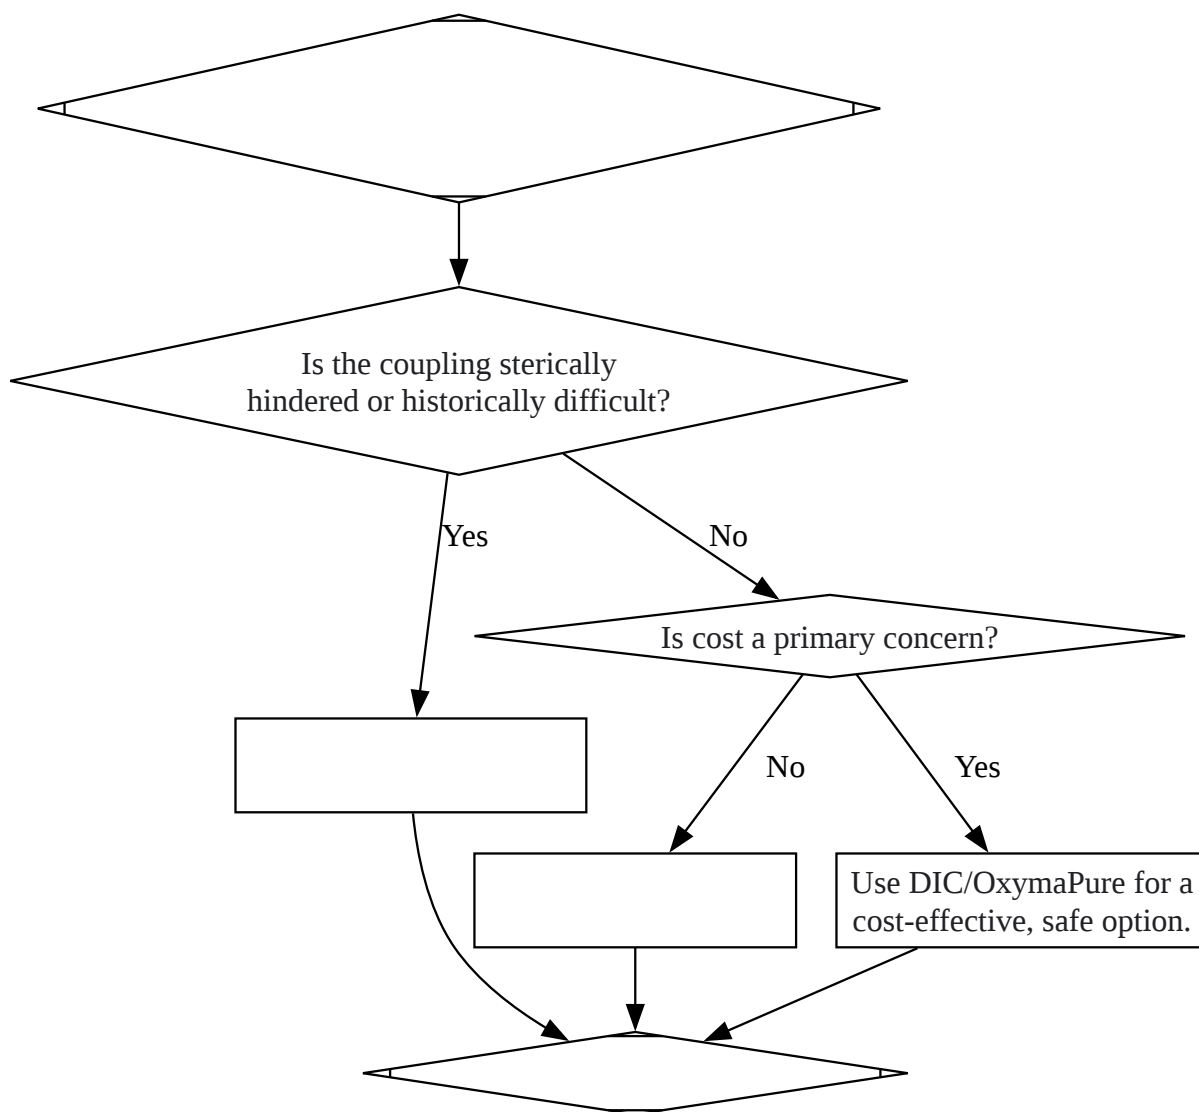 Is the coupling sterically
hindered or historically difficult?
Yes
No
Is cost a primary concern?
No
Yes
Use DIC/OxymaPure for a
cost-effective, safe option.